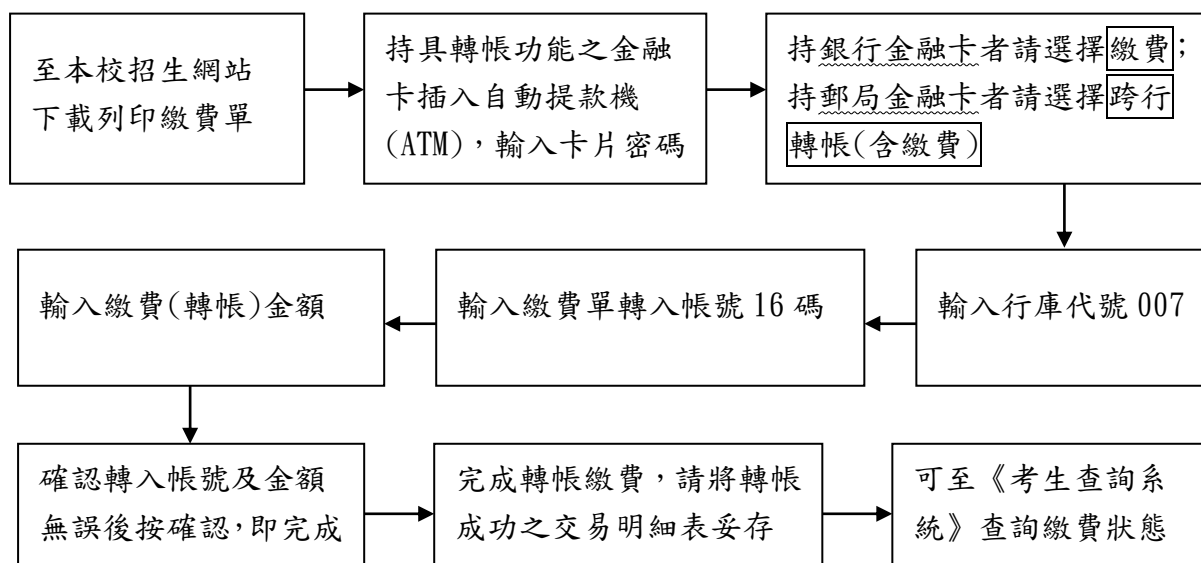 至本校招生網站
下載列印繳費單
持具轉帳功能之金融
卡插入自動提款機
(ATM)，輸入卡片密碼
持銀行金融卡者請選擇繳費；
持郵局金融卡者請選擇跨行
轉帳(含繳費)
輸入行庫代號 007
輸入繳費單轉入帳號 16 碼
輸入繳費(轉帳)金額
確認轉入帳號及金額
無誤後按確認，即完成
完成轉帳繳費，請將轉帳
成功之交易明細表妥存
可至《考生查詢系
統》查詢繳費狀態